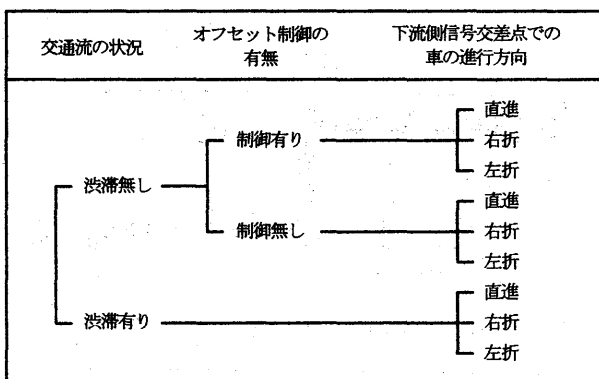 交通流の状況
オフセット制御の
有無
下流側信号交差点での
車の進行方向
直進
制御有り
右折
左折
渋滞無し
直進
制御無し
右折
左折
直進
渋滞有り
右折
左折